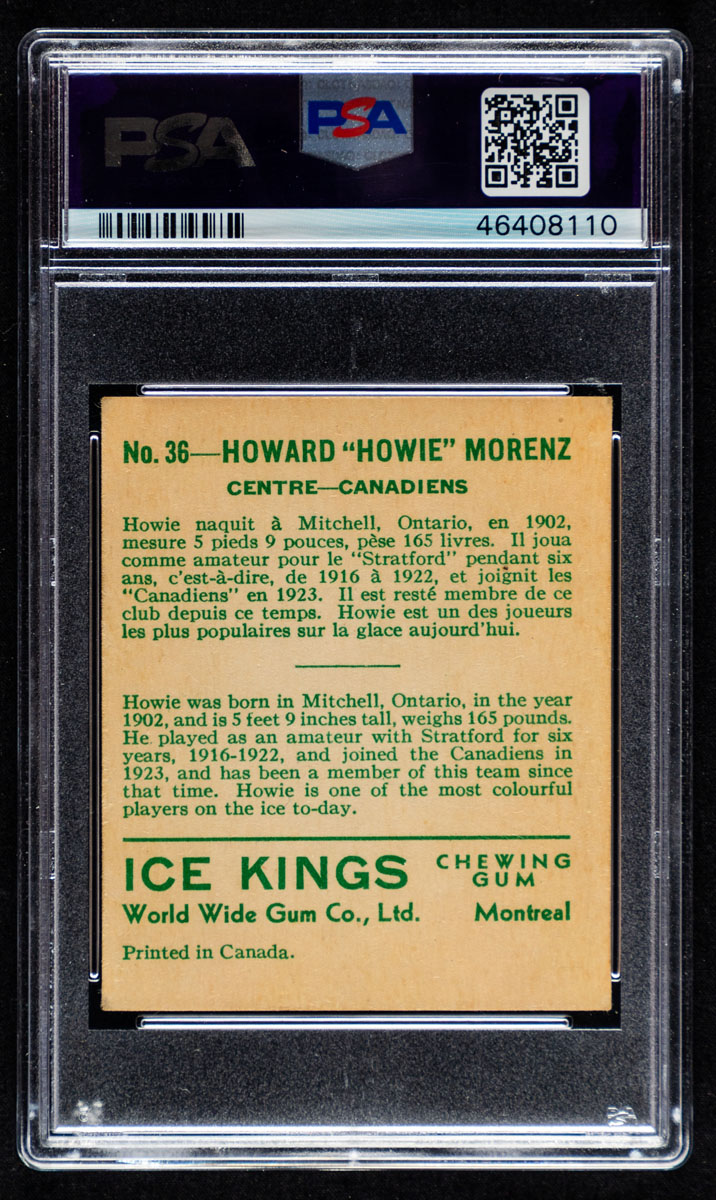 PSA
PSA
46408110
No. 36—HOWARD "HOWIE" MORENZ
CENTRE—CANADIENS
Howie naquit à Mitchell, Ontario, en 1902,
mesure 5 pieds 9 pouces, pèse 165 livres. Il joua
comme amateur pour le "Stratford" pendant six
ans, c'est-à-dire, de 1916 à 1922, et joignit les
"Canadiens" en 1923. Il est resté membre de ce
club depuis ce temps. Howie est un des joueurs
les plus populaires sur la glace aujourd'hui.
Howie was born in Mitchell, Ontario, in the year
1902, and is 5 feet 9 inches tall, weighs 165 pounds.
He played as an amateur with Stratford for six
years, 1916-1922, and joined the Canadiens in
1923, and has been a member of this team since
that time. Howie is one of the most colourful
players on the ice to-day.
ICE KINGS CHEWING GUM
World Wide Gum Co., Ltd. Montreal
Printed in Canada.